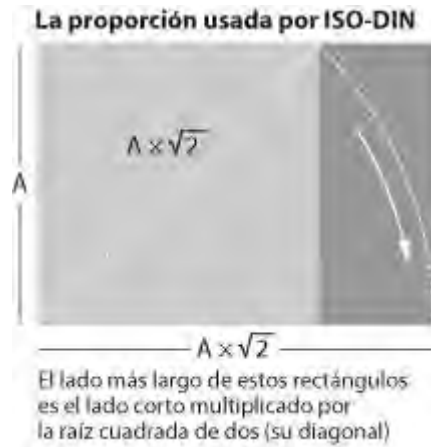 La proporción usada por ISO-DIN
A × √2
A
A × √2
El lado más largo de estos rectángulos
es el lado corto multiplicado por
la raíz cuadrada de dos (su diagonal)